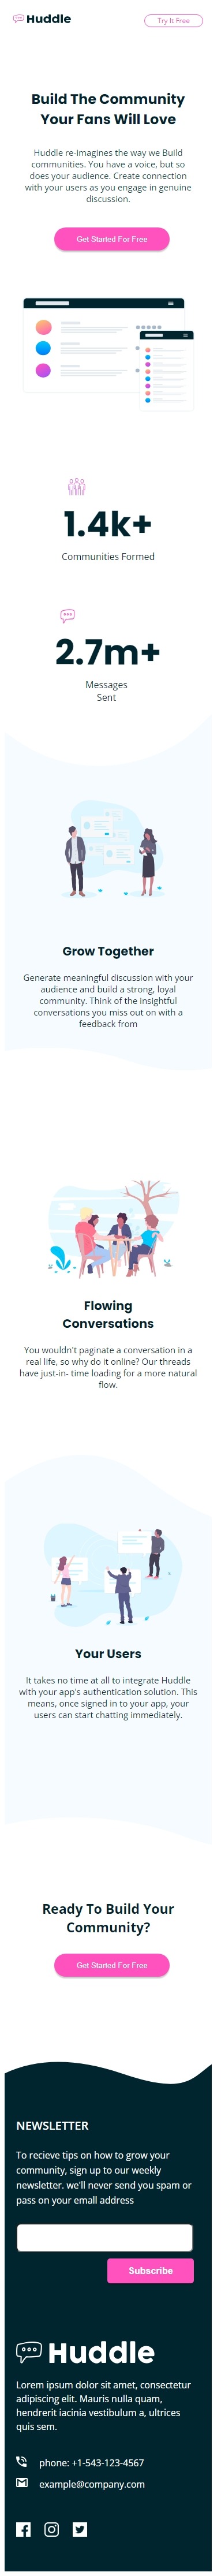 Huddle
Try It Free
Build The Community
Your Fans Will Love
Huddle re-imagines the way we Build
communities. You have a voice, but so
does your audience. Create connection
with your users as you engage in genuine
discussion.
Get Started For Free
1.4k+
Communities Formed
2.7m+
Messages
Sent
Grow Together
Generate meaningful discussion with your
audience and build a strong, loyal
community. Think of the insightful
conversations you miss out on with a
feedback from
Flowing
Conversations
You wouldn't paginate a conversation in a
real life, so why do it online? Our threads
have just-in- time loading for a more natural
flow.
Your Users
It takes no time at all to integrate Huddle
with your app's authentication solution. This
means, once signed in to your app, your
users can start chatting immediately.
Ready To Build Your
Community?
Get Started For Free
NEWSLETTER
To recieve tips on how to grow your
community, sign up to our weekly
newsletter. we'll never send you spam or
pass on your emall address
Subscribe
Huddle
Lorem ipsum dolor sit amet, consectetur
adipiscing elit. Mauris nulla quam,
hendrerit iacinia vestibulum a, ultrices
quis sem.
phone: +1-543-123-4567
example@company.com